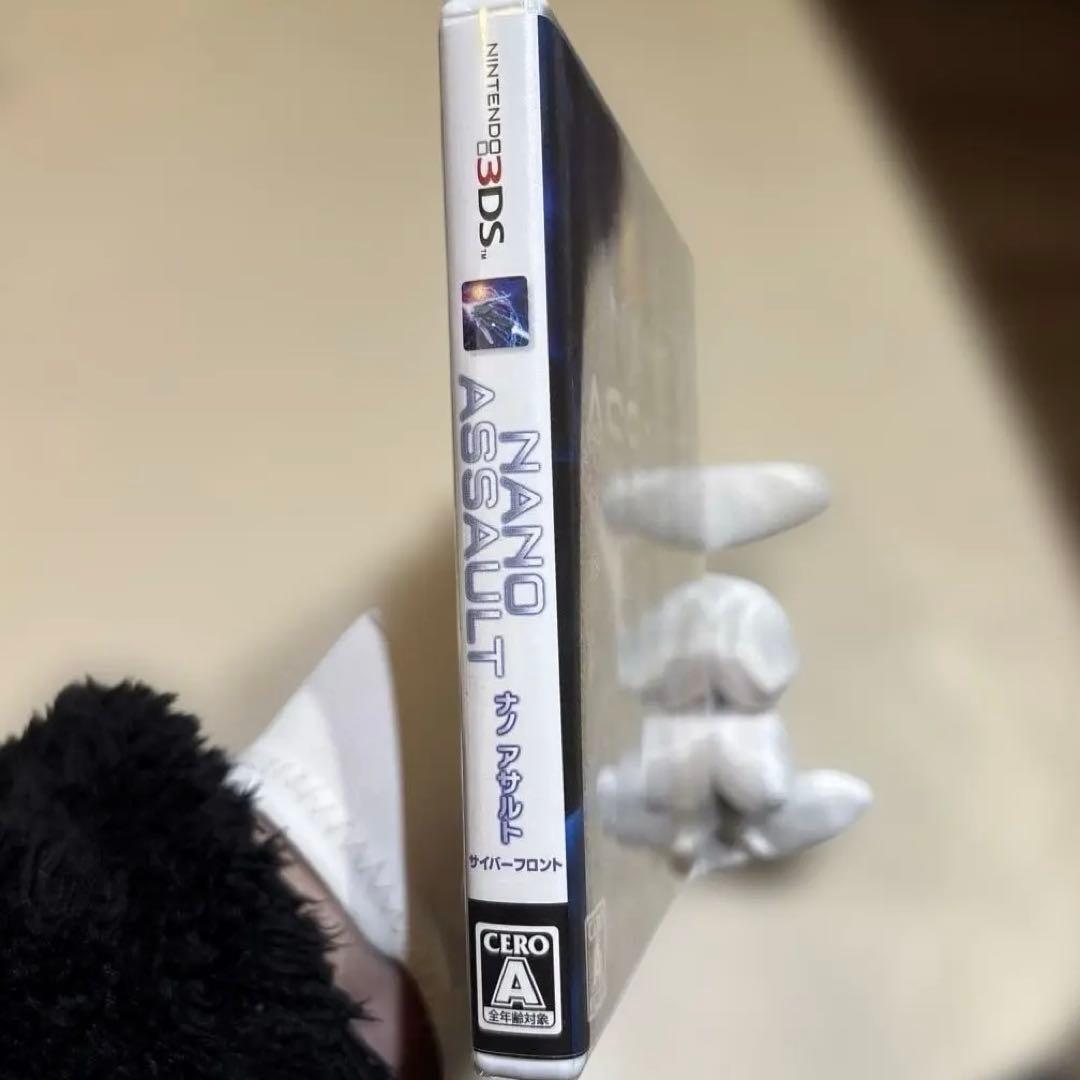 NINTENDO 3DS™
NANO
ASSAULT
ナノ アサルト
サイバーフロント
CERO
A
全年齢対象